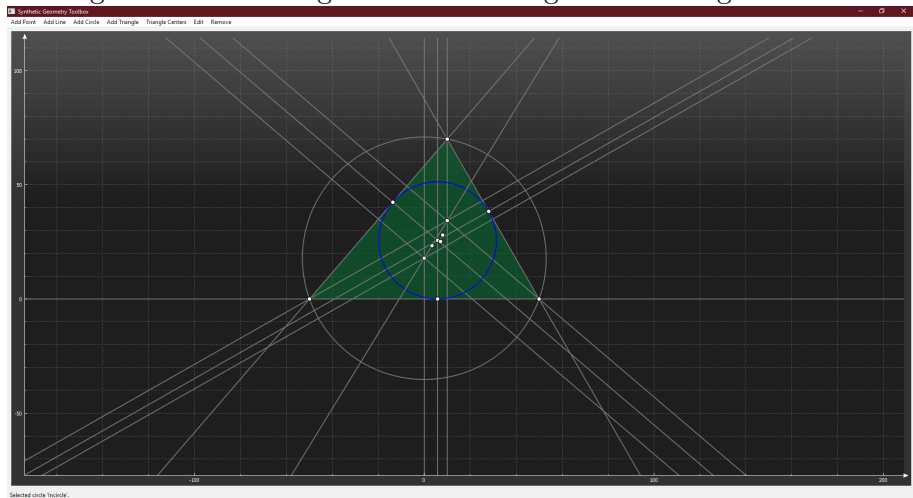 Synthetic Geometry Toolbox
Add Point Add Line Add Circle Add Triangle Triangle Centers Edit Remove
100
50
0
-50
-100 0 100 200
Selected circle 'Incircle'.